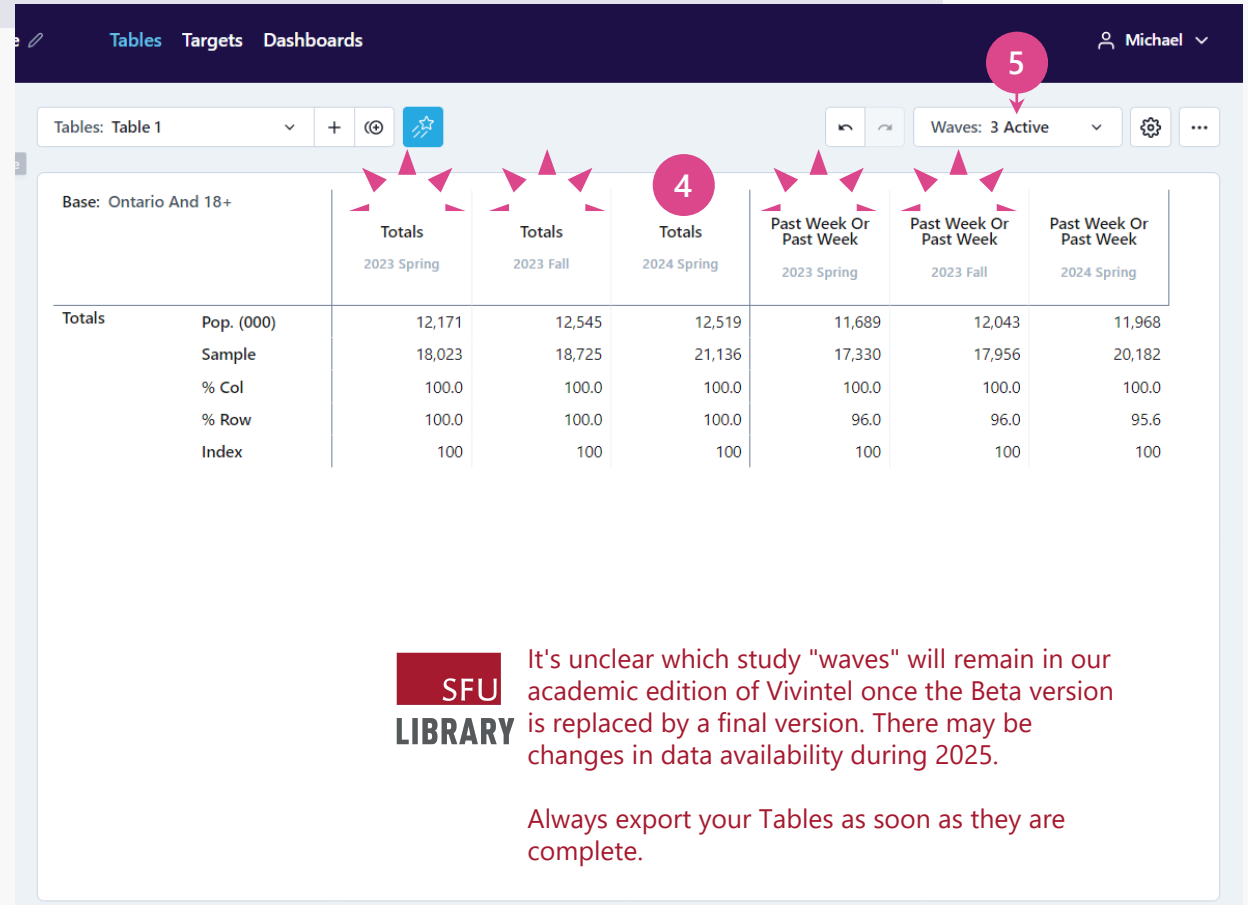 e Tables Targets Dashboards Michael
5
Tables: Table 1 Waves: 3 Active
e
Base: Ontario And 18+
4
Totals Totals Totals Past Week Or Past Week Past Week Or Past Week Past Week Or Past Week
2023 Spring 2023 Fall 2024 Spring 2023 Spring 2023 Fall 2024 Spring
Totals Pop. (000) 12,171 12,545 12,519 11,689 12,043 11,968
Sample 18,023 18,725 21,136 17,330 17,956 20,182
% Col 100.0 100.0 100.0 100.0 100.0 100.0
% Row 100.0 100.0 100.0 96.0 96.0 95.6
Index 100 100 100 100 100 100
SFU
LIBRARY
It's unclear which study "waves" will remain in our
academic edition of Vivintel once the Beta version
is replaced by a final version. There may be
changes in data availability during 2025.
Always export your Tables as soon as they are
complete.